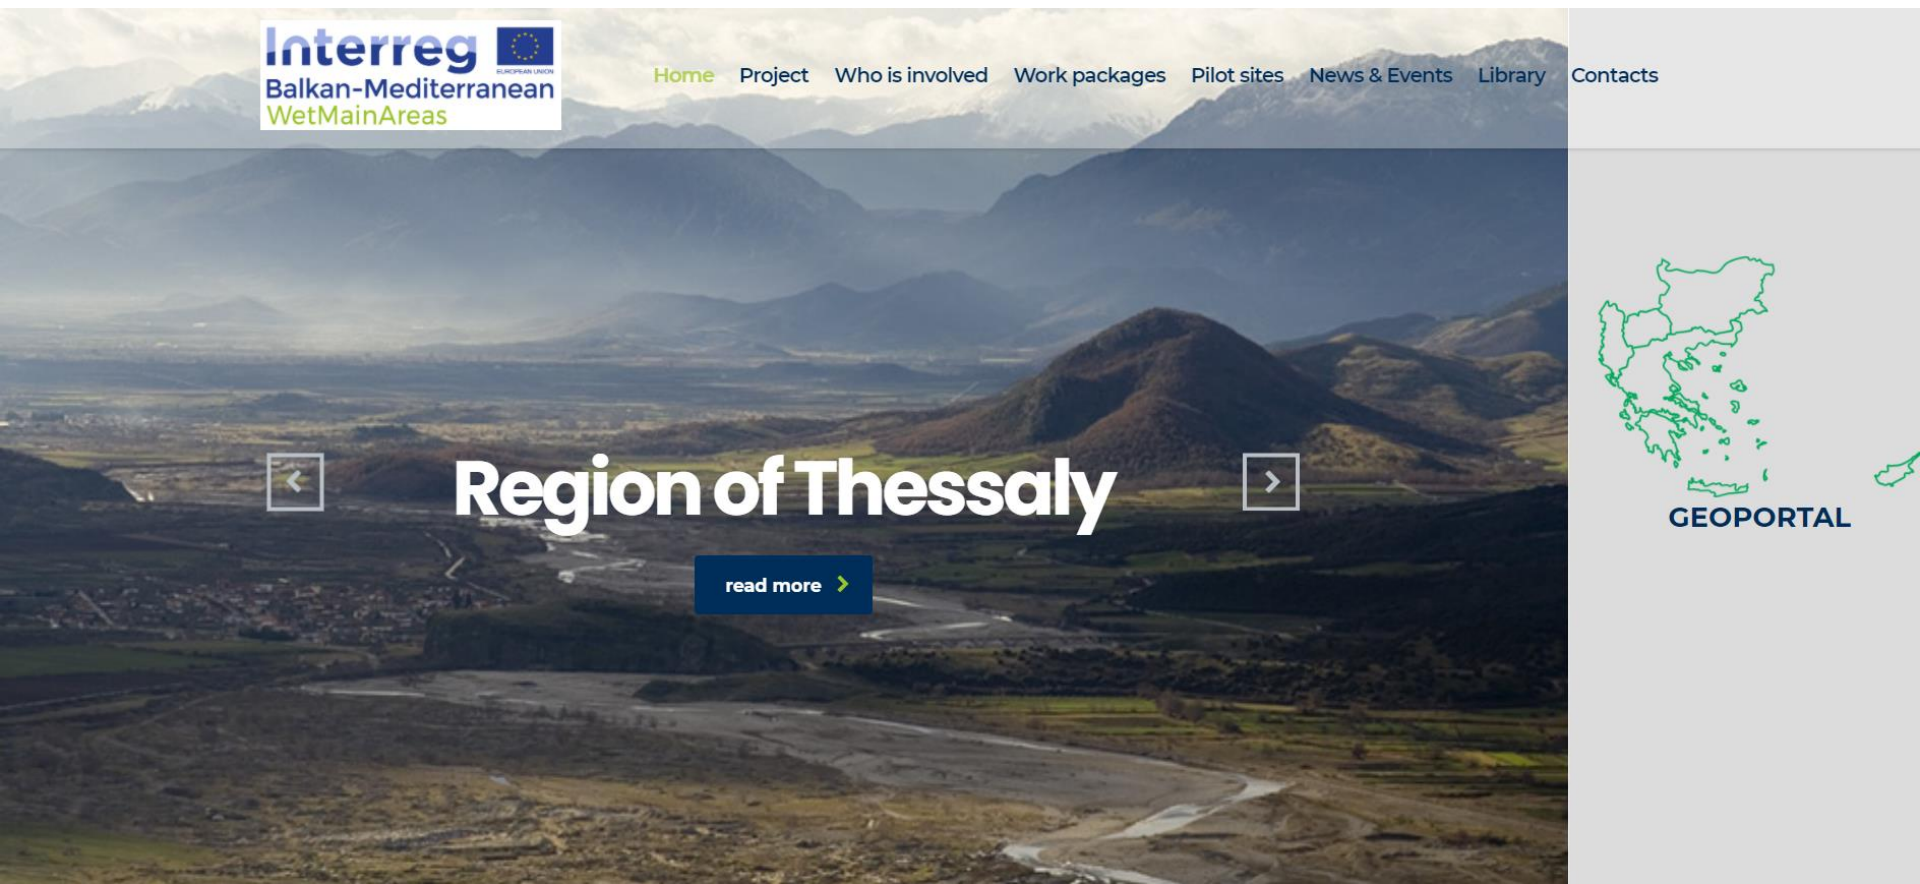 Interreg
EUROPEAN UNION
Balkan-Mediterranean
WetMainAreas
Home Project Who is involved Work packages Pilot sites News & Events Library Contacts
Region of Thessaly
read more
GEOPORTAL